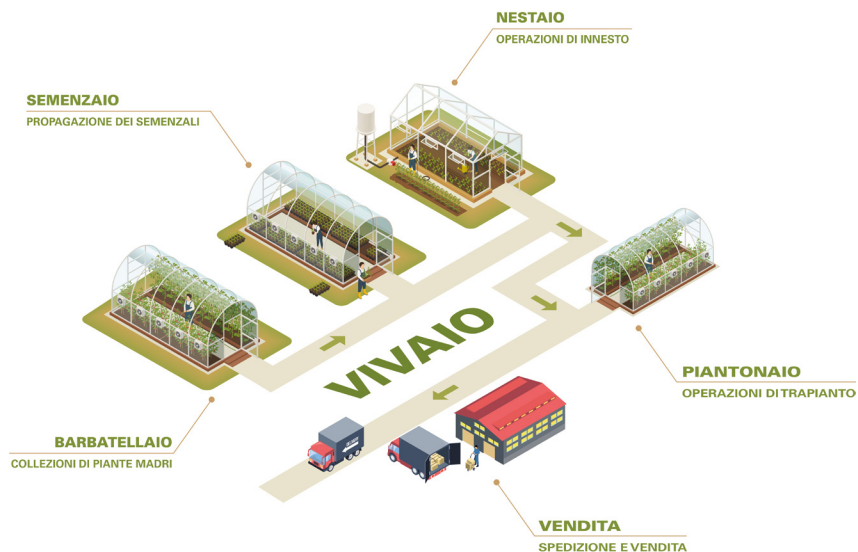 NESTAIO
OPERAZIONI DI INNESTO
SEMENZAIO
PROPAGAZIONE DEI SEMENZALI
VIVAIO
PIANTONAIO
OPERAZIONI DI TRAPIANTO
BARBATELLAIO
COLLEZIONI DI PIANTE MADRI
VENDITA
SPEDIZIONE E VENDITA